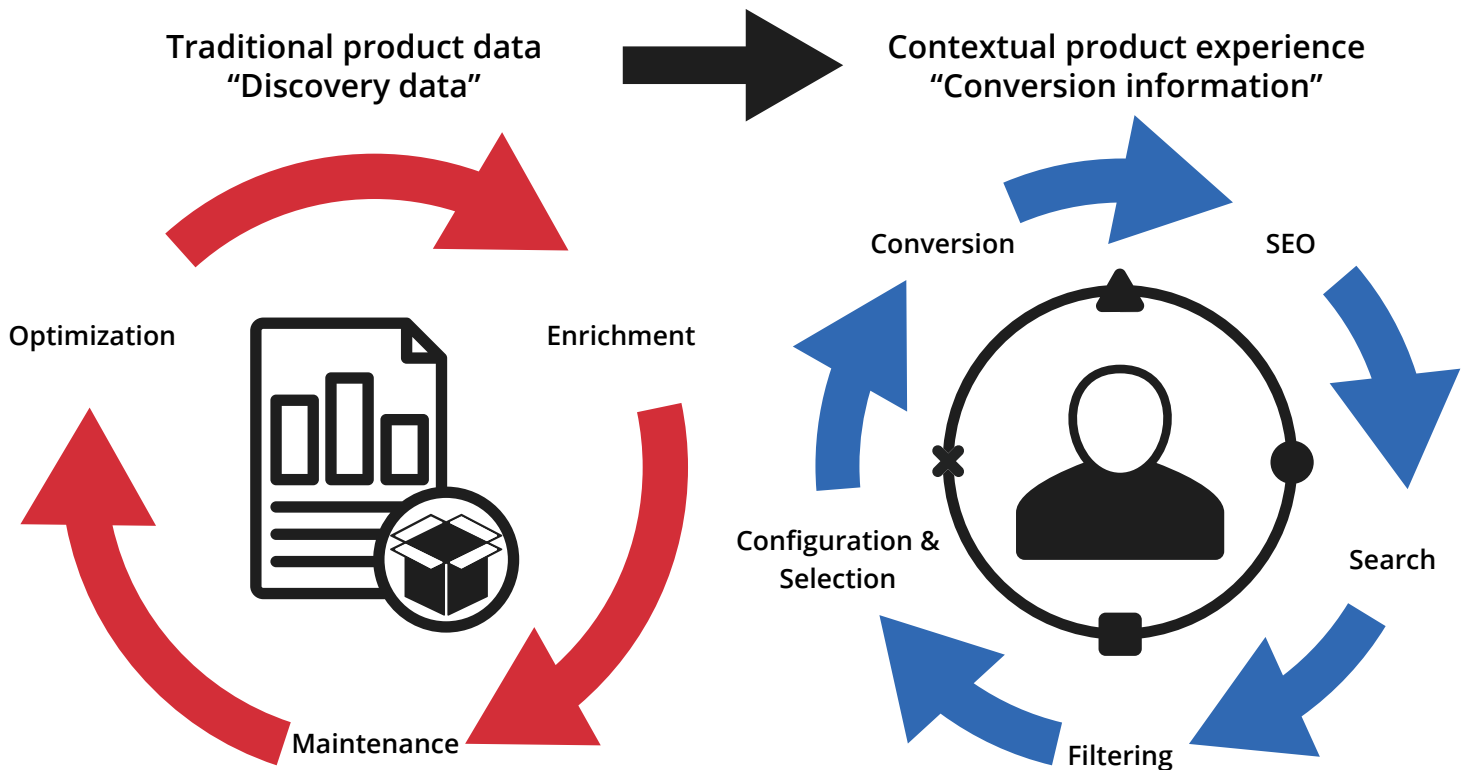 Traditional product data
“Discovery data”
Contextual product experience
“Conversion information”
Optimization
Enrichment
Maintenance
Conversion
SEO
Search
Filtering
Configuration &
Selection